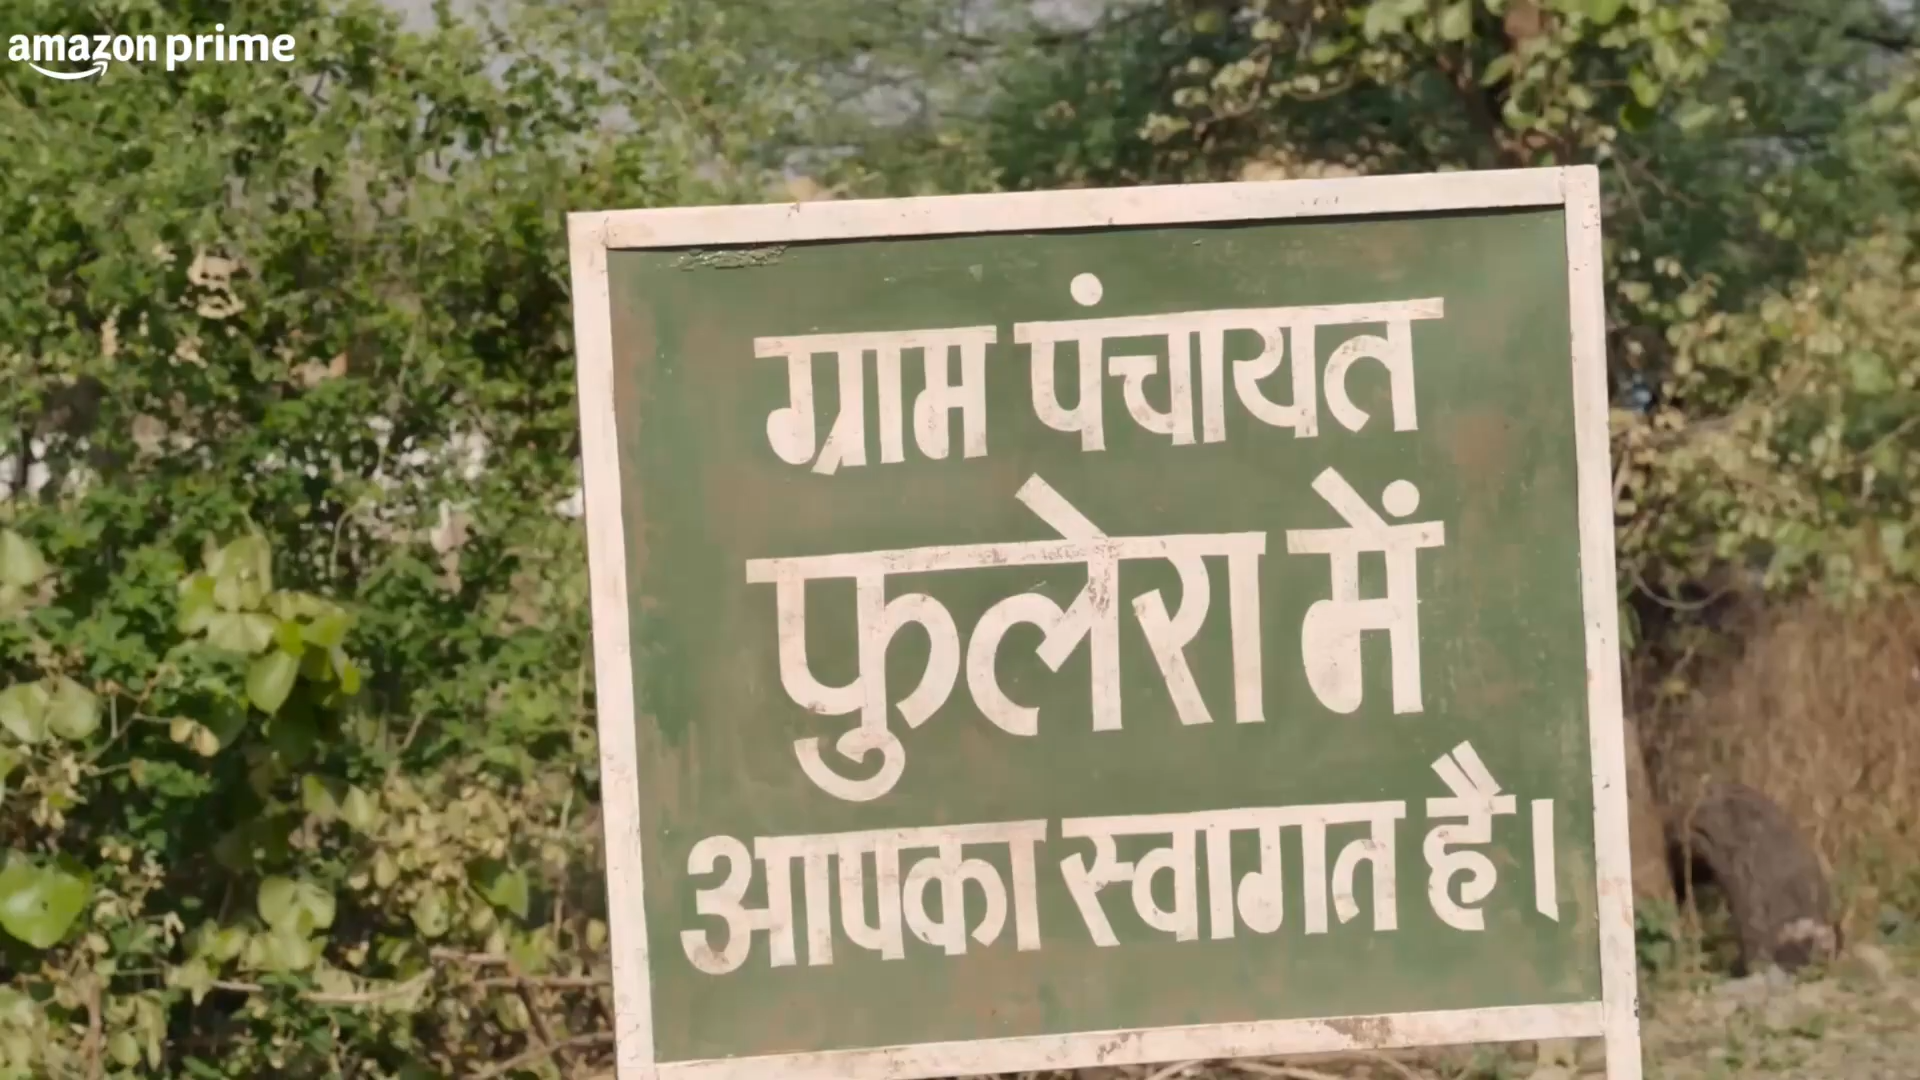 amazon prime
ग्राम पंचायत
फुलेरा में
आपका स्वागत है।